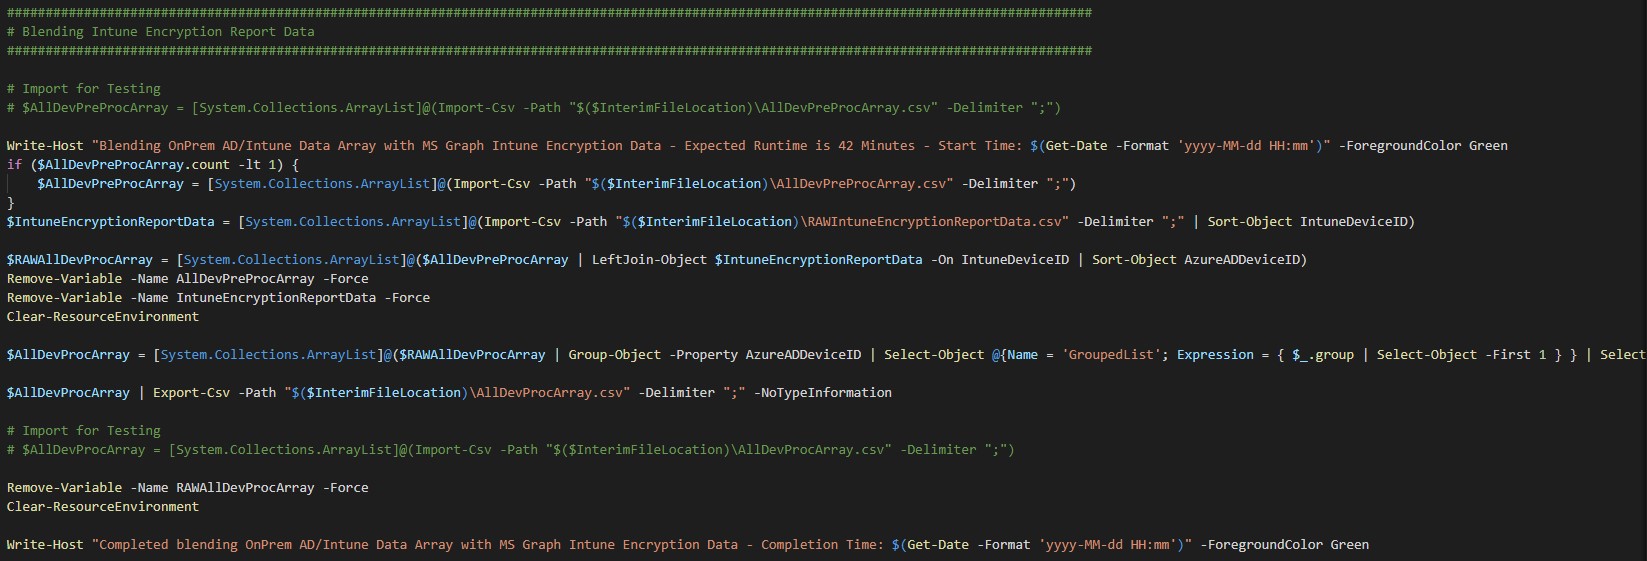 #############################################################################################################################################
# Blending Intune Encryption Report Data
#############################################################################################################################################
# Import for Testing
# $AllDevPreProcArray = [System.Collections.ArrayList]@(Import-Csv -Path "$($InterimFileLocation)\AllDevPreProcArray.csv" -Delimiter ";")
Write-Host "Blending OnPrem AD/Intune Data Array with MS Graph Intune Encryption Data - Expected Runtime is 42 Minutes - Start Time: $(Get-Date -Format 'yyyy-MM-dd HH:mm')" -ForegroundColor Green
if ($AllDevPreProcArray.count -lt 1) {
    $AllDevPreProcArray = [System.Collections.ArrayList]@(Import-Csv -Path "$($InterimFileLocation)\AllDevPreProcArray.csv" -Delimiter ";")
}
$IntuneEncryptionReportData = [System.Collections.ArrayList]@(Import-Csv -Path "$($InterimFileLocation)\RAWIntuneEncryptionReportData.csv" -Delimiter ";" | Sort-Object IntuneDeviceID)
$RAWAllDevProcArray = [System.Collections.ArrayList]@($AllDevPreProcArray | LeftJoin-Object $IntuneEncryptionReportData -On IntuneDeviceID | Sort-Object AzureADDeviceID)
Remove-Variable -Name AllDevPreProcArray -Force
Remove-Variable -Name IntuneEncryptionReportData -Force
Clear-ResourceEnvironment
$AllDevProcArray = [System.Collections.ArrayList]@($RAWAllDevProcArray | Group-Object -Property AzureADDeviceID | Select-Object @{Name = 'GroupedList'; Expression = { $_.group | Select-Object -First 1 } } | Select
$AllDevProcArray | Export-Csv -Path "$($InterimFileLocation)\AllDevProcArray.csv" -Delimiter ";" -NoTypeInformation
# Import for Testing
# $AllDevProcArray = [System.Collections.ArrayList]@(Import-Csv -Path "$($InterimFileLocation)\AllDevProcArray.csv" -Delimiter ";")
Remove-Variable -Name RAWAllDevProcArray -Force
Clear-ResourceEnvironment
Write-Host "Completed blending OnPrem AD/Intune Data Array with MS Graph Intune Encryption Data - Completion Time: $(Get-Date -Format 'yyyy-MM-dd HH:mm')" -ForegroundColor Green